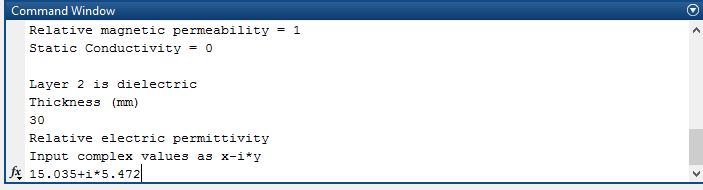 Command Window
Relative magnetic permeability = 1
Static Conductivity = 0
Layer 2 is dielectric
Thickness (mm)
30
Relative electric permittivity
Input complex values as x-i*y
fx 15.035+i*5.472